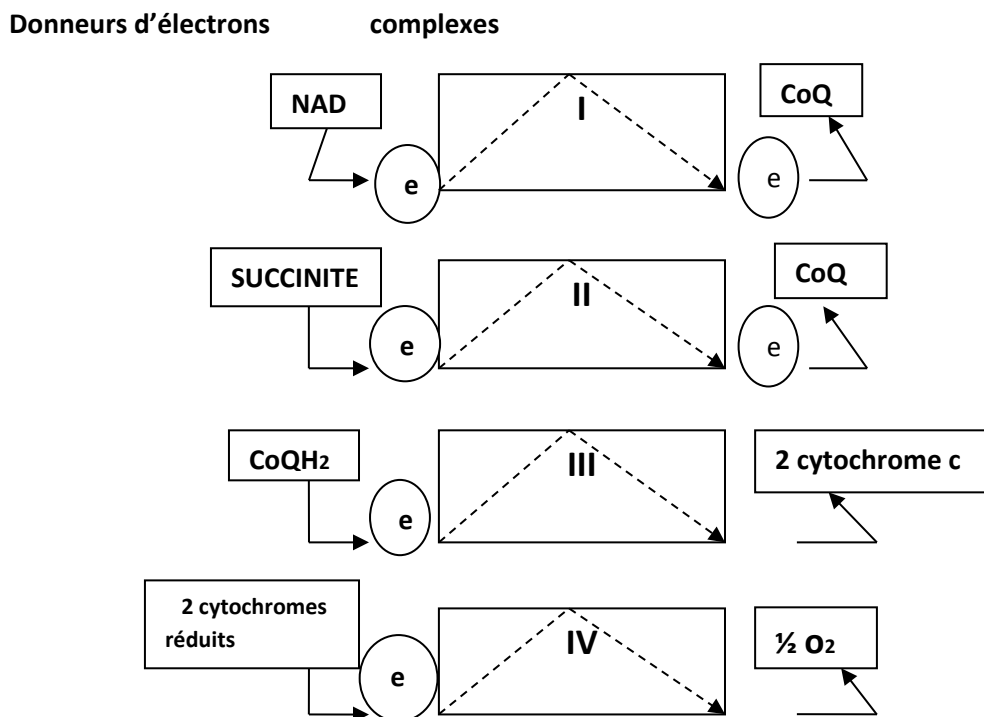 Donneurs d'électrons complexes
NAD I CoQ
e e
SUCCINITE II CoQ
e e
CoQH2 III 2 cytochrome c
e
2 cytochromes
réduits IV ½ O2
e